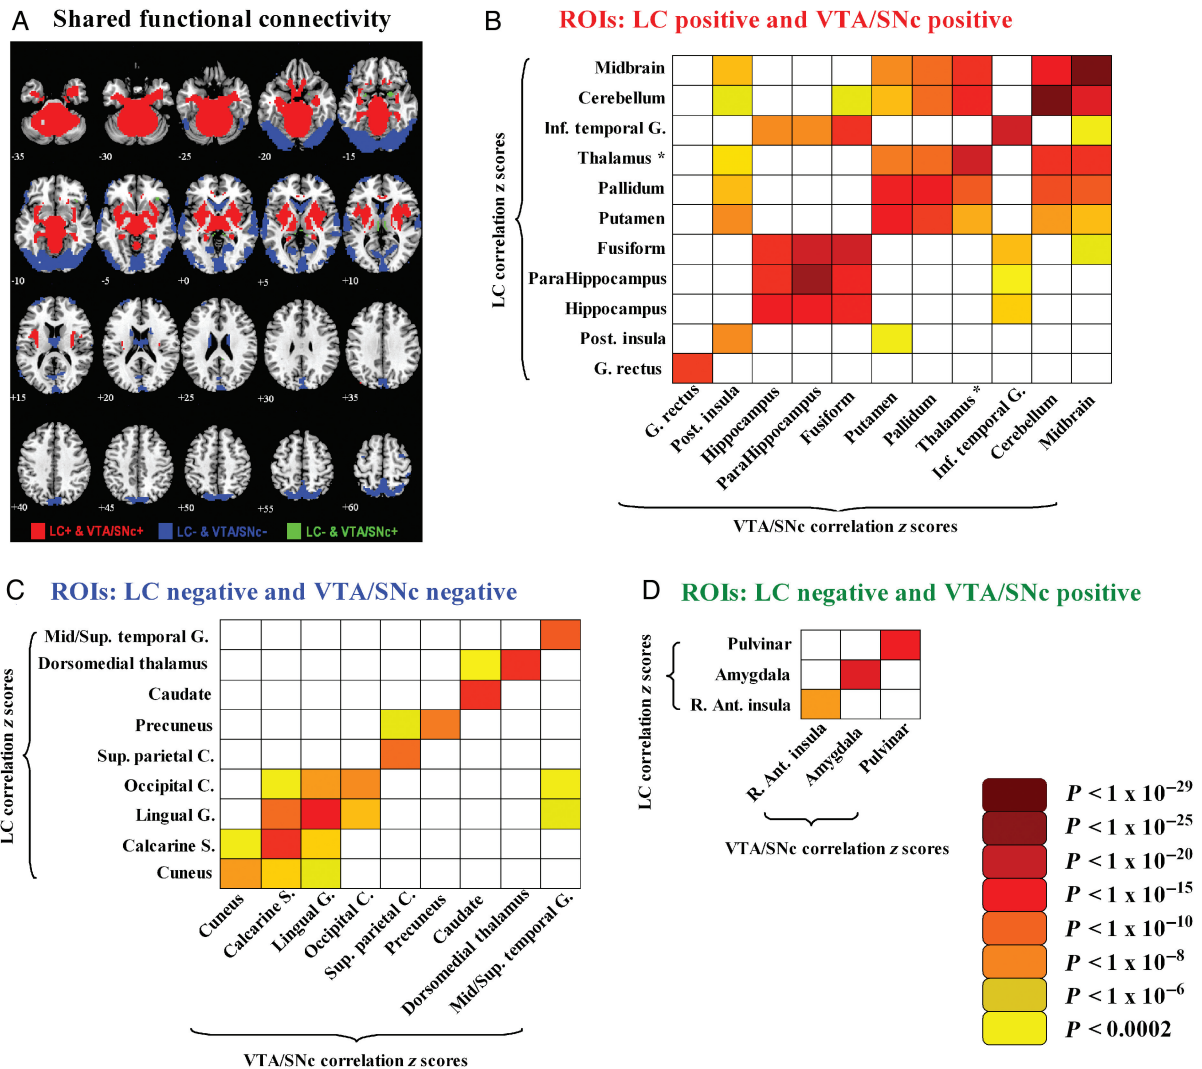 A
Shared functional connectivity
-35
-30
-25
-20
-15
-10
-5
+0
+5
+10
+15
+20
+25
+30
+35
+40
+45
+50
+55
+60
LC+ & VTA/SNc+
LC- & VTA/SNc-
LC- & VTA/SNc+
B
ROIs: LC positive and VTA/SNc positive
LC correlation z scores
Midbrain
Cerebellum
Inf. temporal G.
Thalamus *
Pallidum
Putamen
Fusiform
ParaHippocampus
Hippocampus
Post. insula
G. rectus
G. rectus
Post. insula
Hippocampus
ParaHippocampus
Fusiform
Putamen
Pallidum
Thalamus *
Inf. temporal G.
Cerebellum
Midbrain
VTA/SNc correlation z scores
C
ROIs: LC negative and VTA/SNc negative
LC correlation z scores
Mid/Sup. temporal G.
Dorsomedial thalamus
Caudate
Precuneus
Sup. parietal C.
Occipital C.
Lingual G.
Calcarine S.
Cuneus
Cuneus
Calcarine S.
Lingual G.
Occipital C.
Sup. parietal C.
Precuneus
Caudate
Dorsomedial thalamus
Mid/Sup. temporal G.
VTA/SNc correlation z scores
D
ROIs: LC negative and VTA/SNc positive
LC correlation z scores
Pulvinar
Amygdala
R. Ant. insula
R. Ant. insula
Amygdala
Pulvinar
VTA/SNc correlation z scores
P < 1 x 10⁻²⁹
P < 1 x 10⁻²⁵
P < 1 x 10⁻²⁰
P < 1 x 10⁻¹⁵
P < 1 x 10⁻¹⁰
P < 1 x 10⁻⁸
P < 1 x 10⁻⁶
P < 0.0002